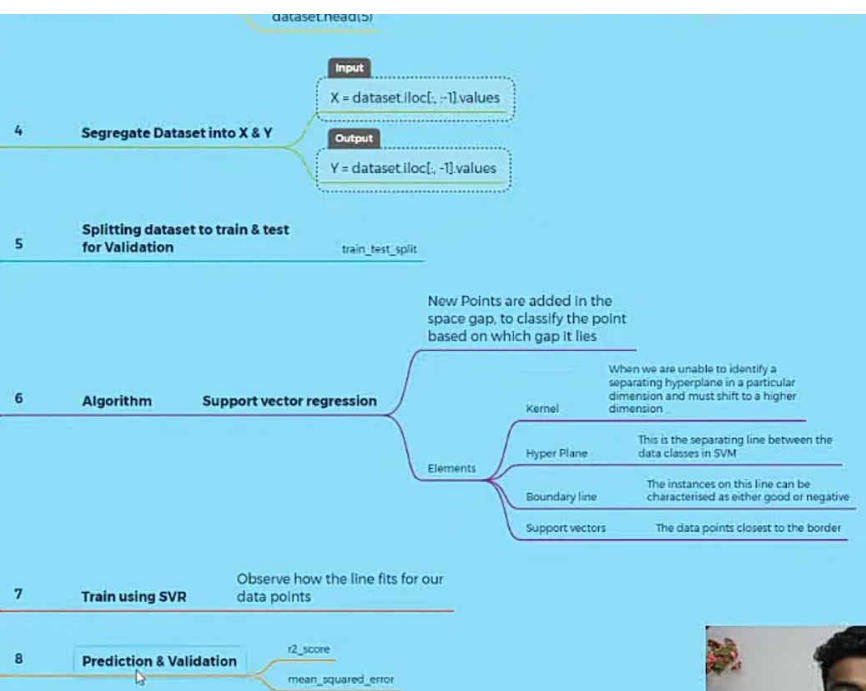 dataset.head(5)
Input
X = dataset.iloc[:, :-1].values
4
Segregate Dataset into X & Y
Output
Y = dataset.iloc[:, -1].values
5
Splitting dataset to train & test
for Validation
train_test_split
New Points are added in the
space gap, to classify the point
based on which gap it lies
6
Algorithm
Support vector regression
Elements
Kernel
When we are unable to identify a
separating hyperplane in a particular
dimension and must shift to a higher
dimension
Hyper Plane
This is the separating line between the
data classes in SVM
Boundary line
The instances on this line can be
characterised as either good or negative
Support vectors
The data points closest to the border
7
Train using SVR
Observe how the line fits for our
data points
8
Prediction & Validation
r2_score
mean_squared_error